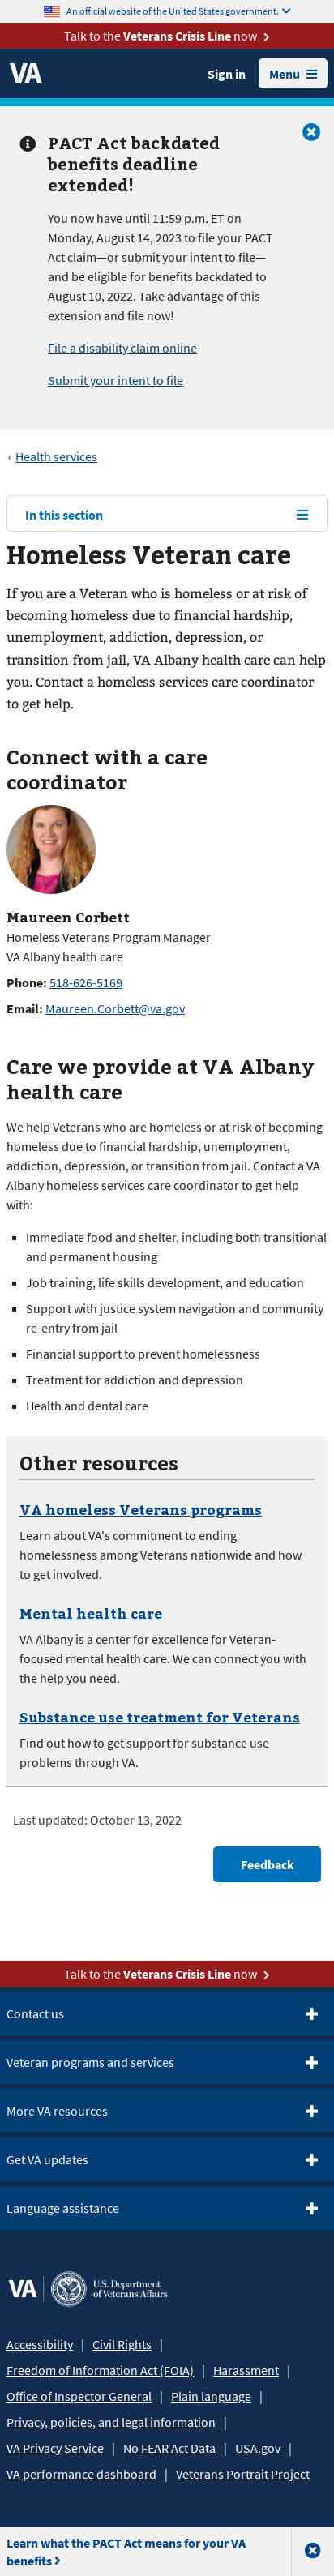 An official website of the United States government.
Talk to the Veterans Crisis Line now
VA
Sign in
Menu
PACT Act backdated
benefits deadline
extended!
You now have until 11:59 p.m. ET on
Monday, August 14, 2023 to file your PACT
Act claim—or submit your intent to file—
and be eligible for benefits backdated to
August 10, 2022. Take advantage of this
extension and file now!
File a disability claim online
Submit your intent to file
‹ Health services
In this section
Homeless Veteran care
If you are a Veteran who is homeless or at risk of
becoming homeless due to financial hardship,
unemployment, addiction, depression, or
transition from jail, VA Albany health care can help
you. Contact a homeless services care coordinator
to get help.
Connect with a care
coordinator
Maureen Corbett
Homeless Veterans Program Manager
VA Albany health care
Phone: 518-626-5169
Email: Maureen.Corbett@va.gov
Care we provide at VA Albany
health care
We help Veterans who are homeless or at risk of becoming
homeless due to financial hardship, unemployment,
addiction, depression, or transition from jail. Contact a VA
Albany homeless services care coordinator to get help
with:
Immediate food and shelter, including both transitional
and permanent housing
Job training, life skills development, and education
Support with justice system navigation and community
re-entry from jail
Financial support to prevent homelessness
Treatment for addiction and depression
Health and dental care
Other resources
VA homeless Veterans programs
Learn about VA's commitment to ending
homelessness among Veterans nationwide and how
to get involved.
Mental health care
VA Albany is a center for excellence for Veteran-
focused mental health care. We can connect you with
the help you need.
Substance use treatment for Veterans
Find out how to get support for substance use
problems through VA.
Last updated: October 13, 2022
Feedback
Talk to the Veterans Crisis Line now
Contact us
Veteran programs and services
More VA resources
Get VA updates
Language assistance
VA U.S. Department
of Veterans Affairs
Accessibility | Civil Rights |
Freedom of Information Act (FOIA) | Harassment |
Office of Inspector General | Plain language |
Privacy, policies, and legal information |
VA Privacy Service | No FEAR Act Data | USA.gov |
VA performance dashboard | Veterans Portrait Project
Learn what the PACT Act means for your VA
benefits